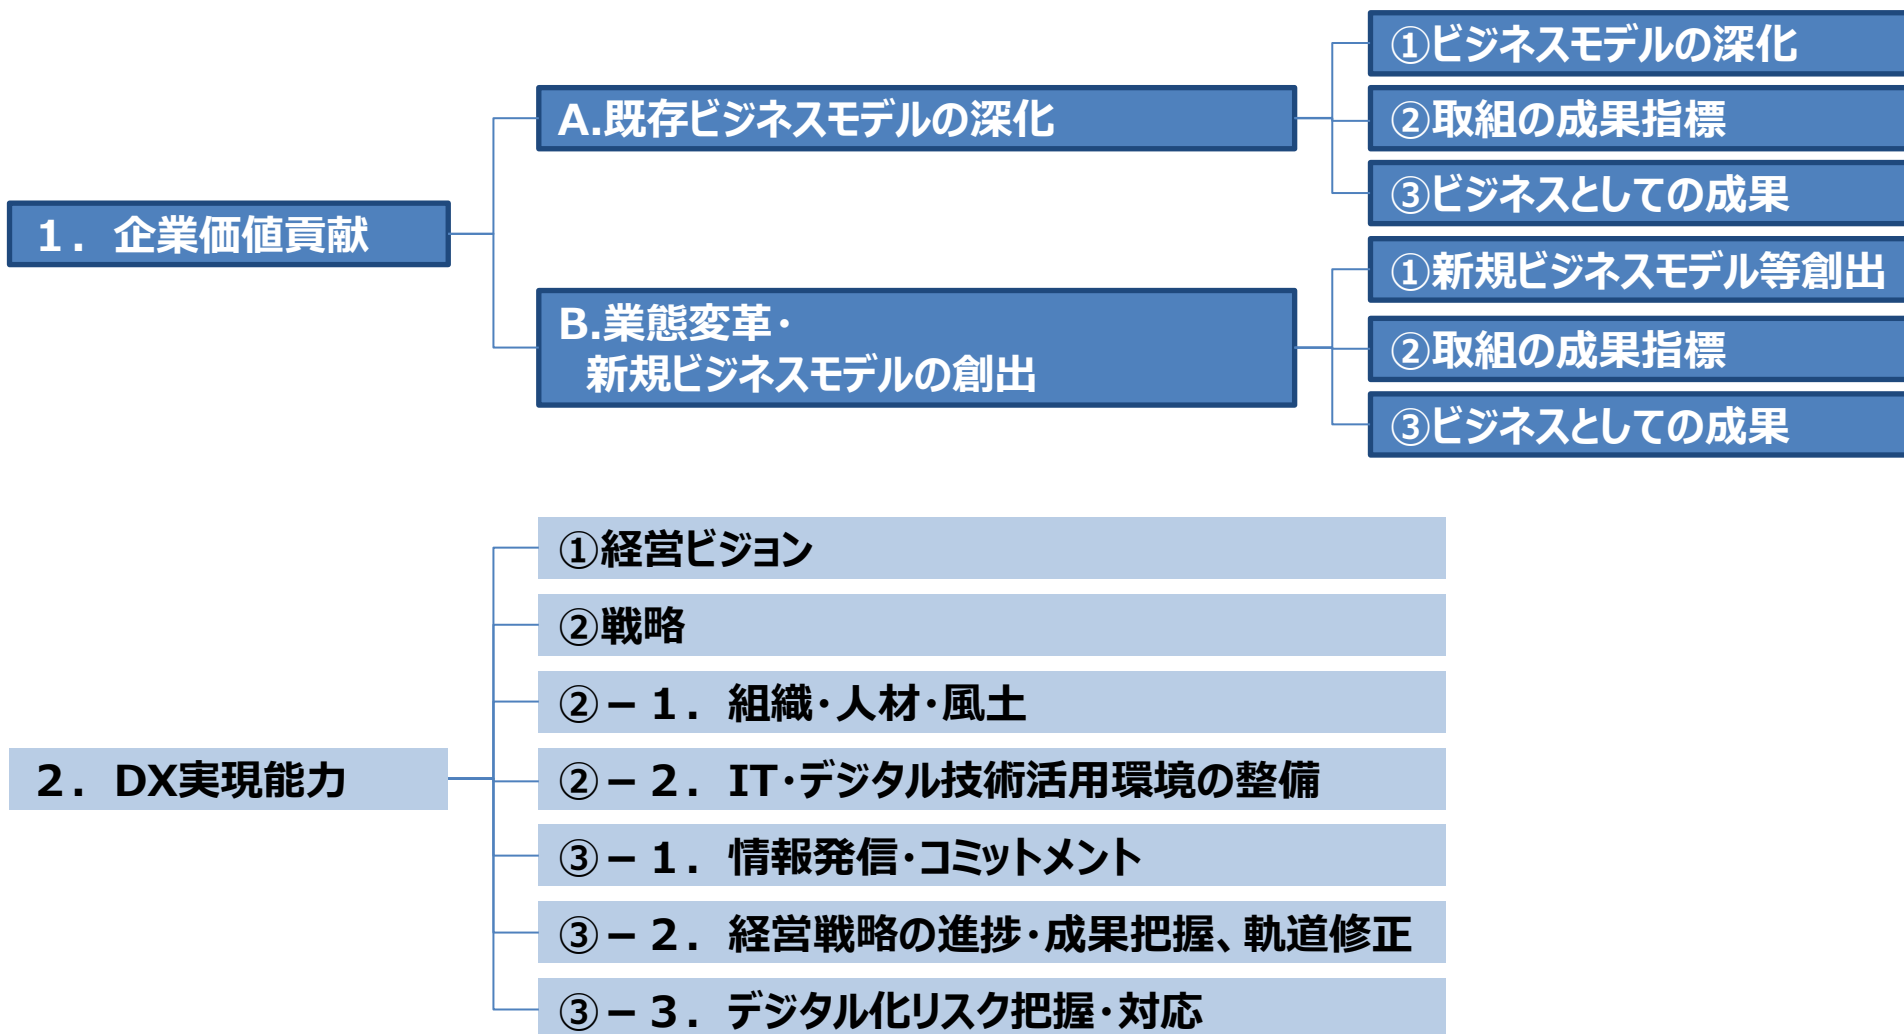 1．企業価値貢献
A.既存ビジネスモデルの深化
①ビジネスモデルの深化
②取組の成果指標
③ビジネスとしての成果
B.業態変革・
新規ビジネスモデルの創出
①新規ビジネスモデル等創出
②取組の成果指標
③ビジネスとしての成果
2．DX実現能力
①経営ビジョン
②戦略
②－1．組織・人材・風土
②－2．IT・デジタル技術活用環境の整備
③－1．情報発信・コミットメント
③－2．経営戦略の進捗・成果把握、軌道修正
③－3．デジタル化リスク把握・対応